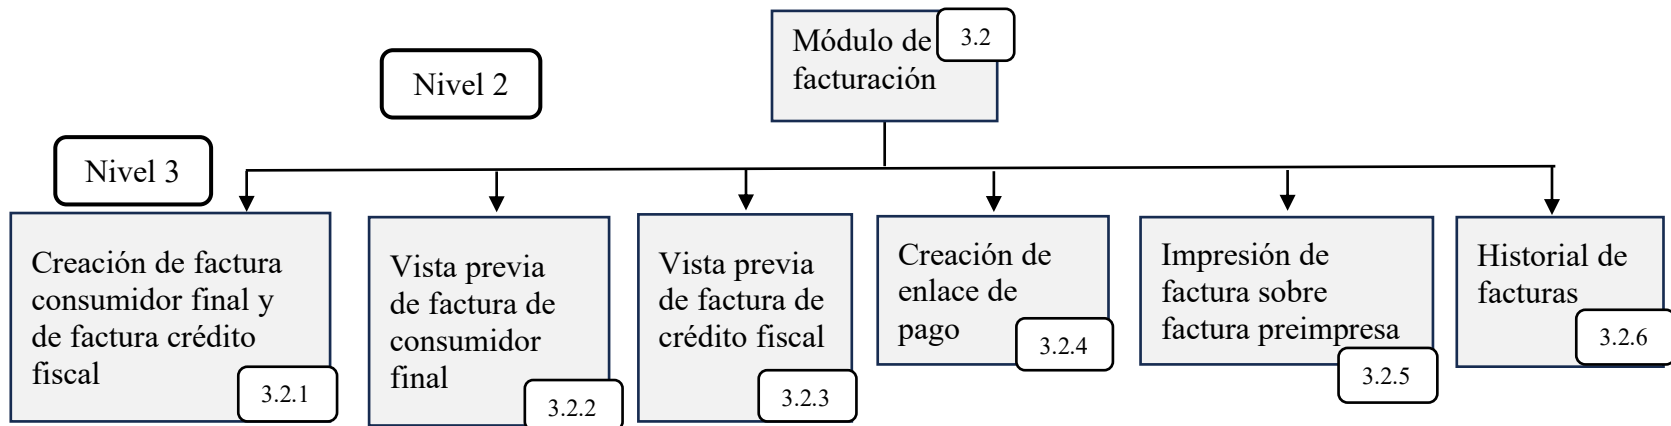 Módulo de
facturación
3.2
Nivel 2
Nivel 3
Creación de factura
consumidor final y
de factura crédito
fiscal
3.2.1
Vista previa
de factura de
consumidor
final
3.2.2
Vista previa
de factura de
crédito fiscal
3.2.3
Creación de
enlace de
pago
3.2.4
Impresión de
factura sobre
factura preimpresa
3.2.5
Historial de
facturas
3.2.6